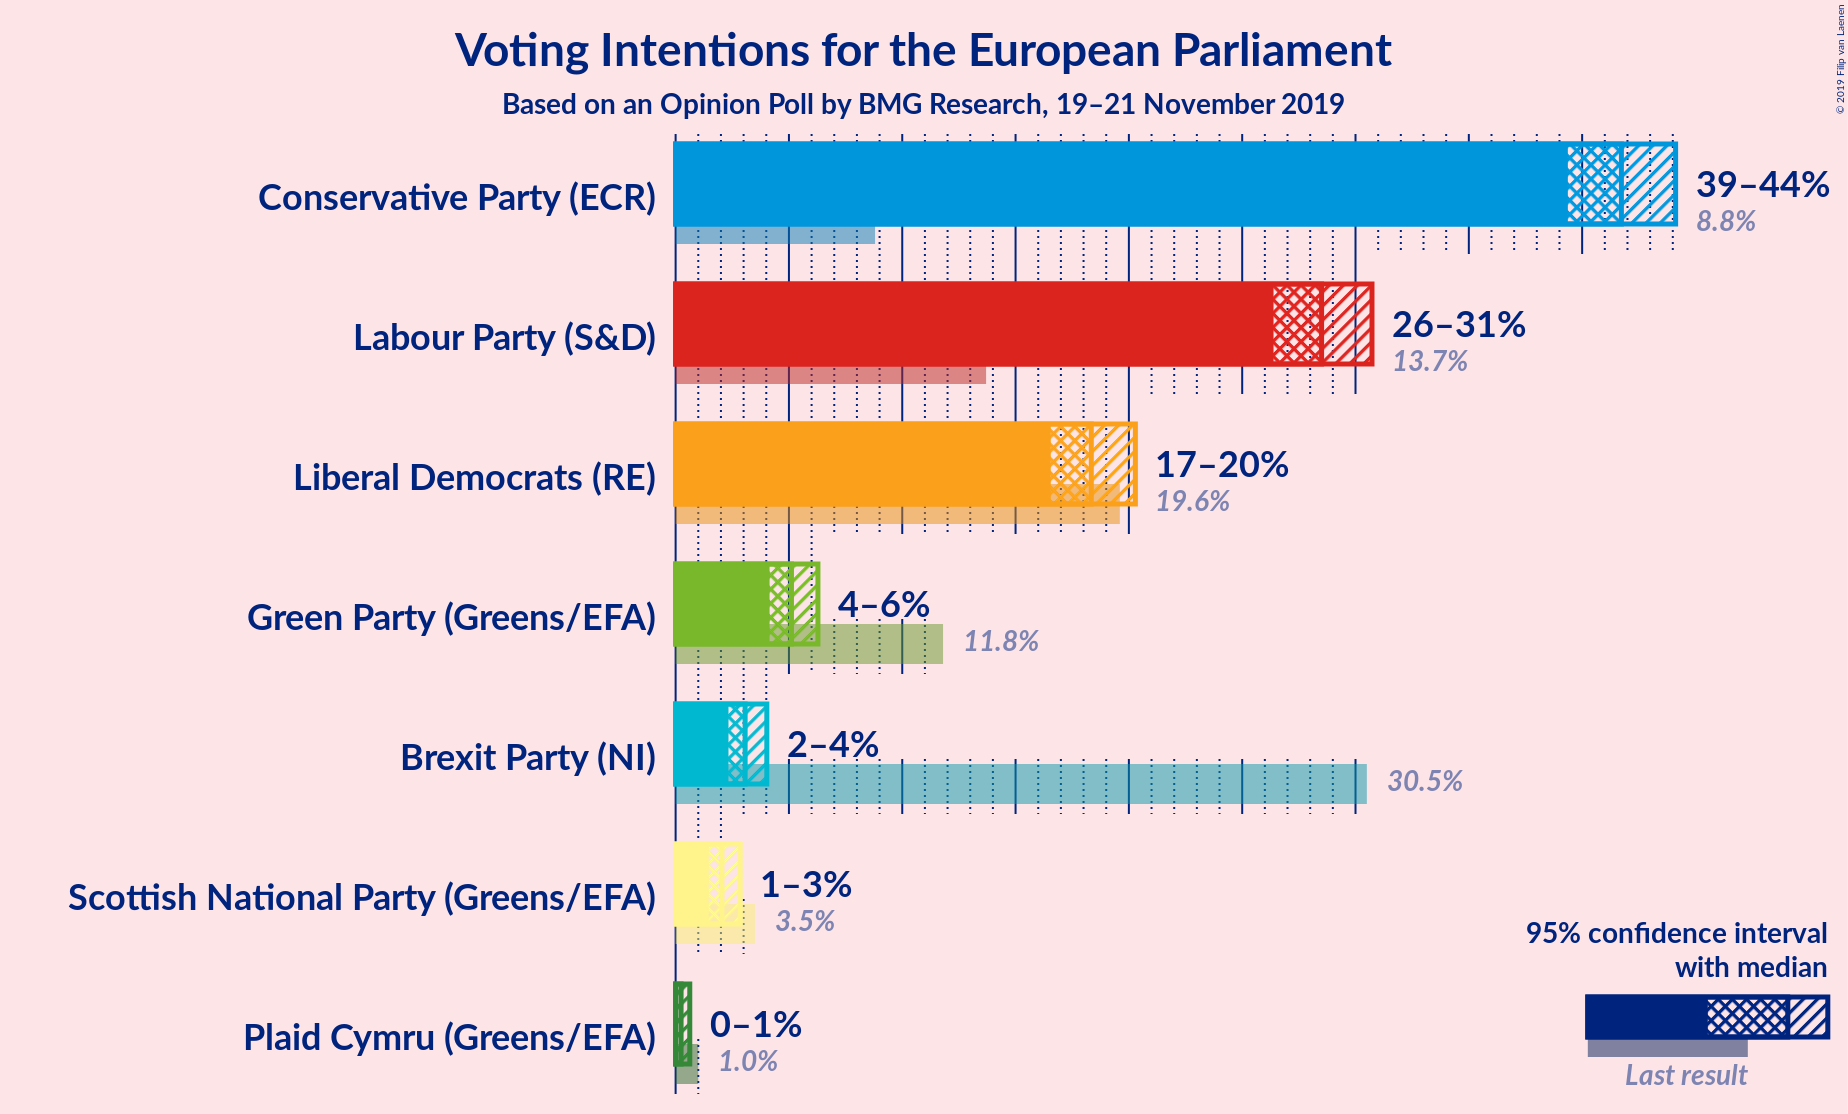 Voting Intentions for the European Parliament
Based on an Opinion Poll by BMG Research, 19–21 November 2019
© 2019 Filip van Laenen
Conservative Party (ECR)
39–44%
8.8%
Labour Party (S&D)
26–31%
13.7%
Liberal Democrats (RE)
17–20%
19.6%
Green Party (Greens/EFA)
4–6%
11.8%
Brexit Party (NI)
2–4%
30.5%
Scottish National Party (Greens/EFA)
1–3%
3.5%
Plaid Cymru (Greens/EFA)
0–1%
1.0%
95% confidence interval
with median
Last result